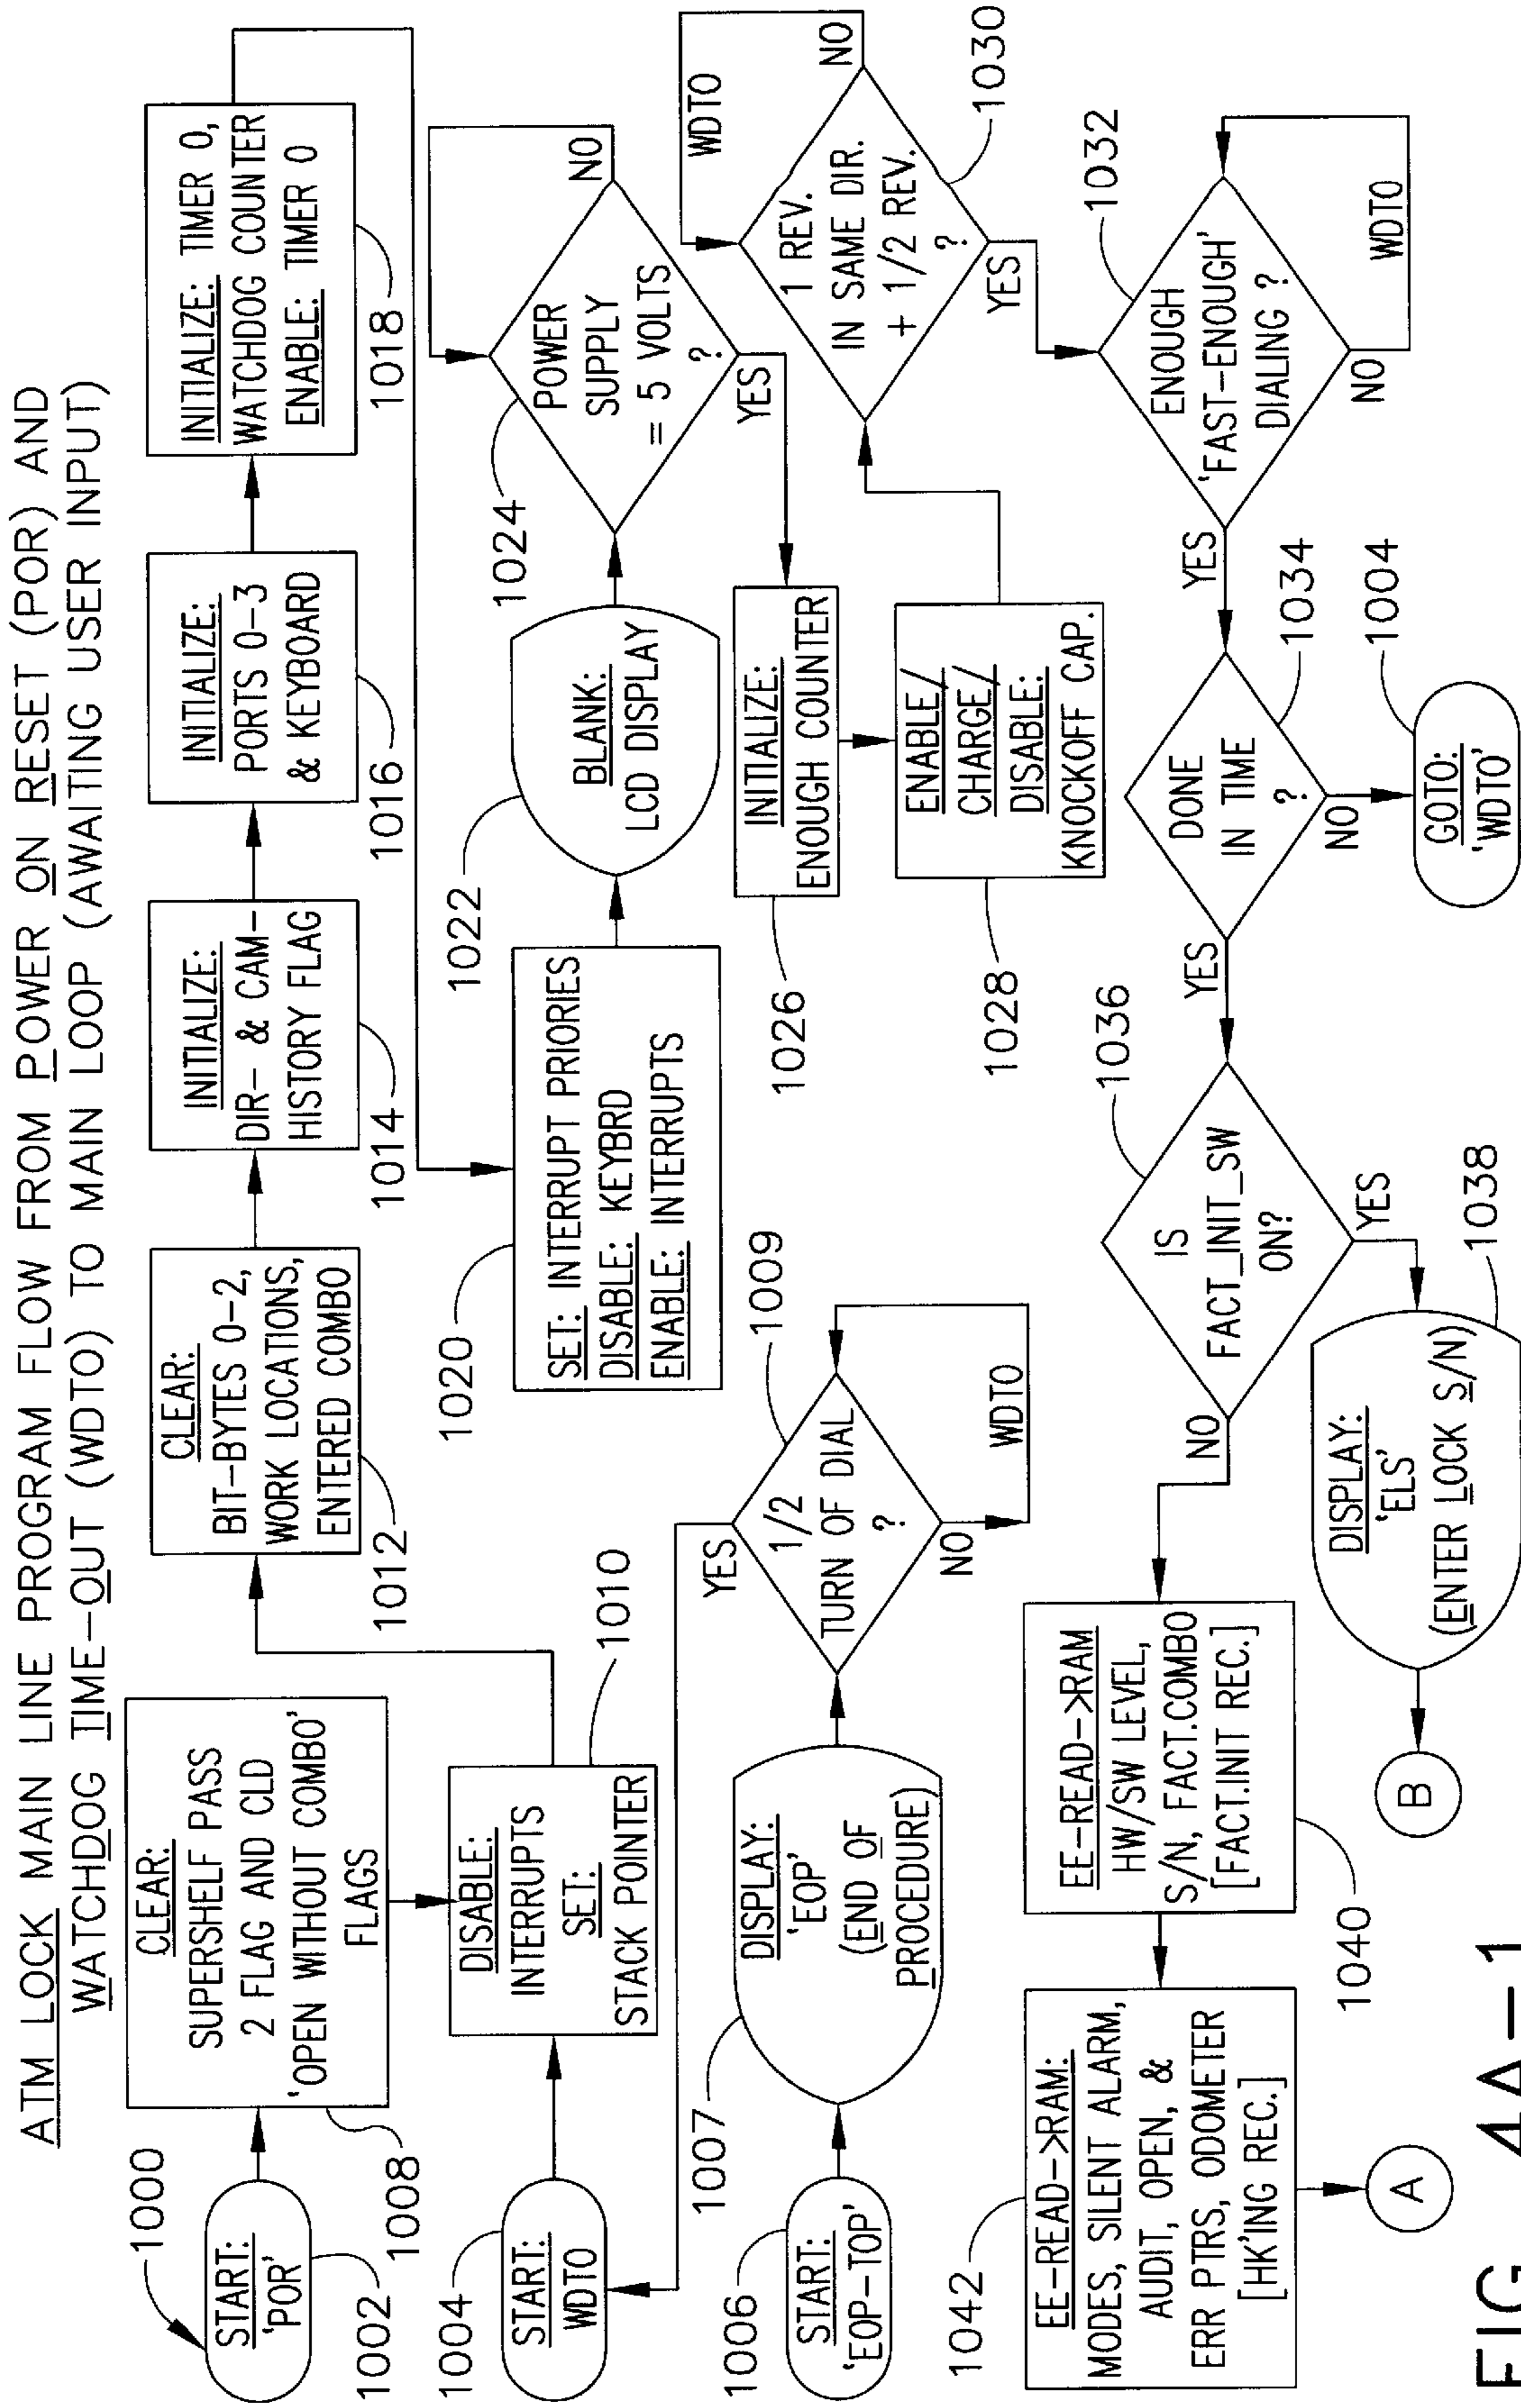 ATM LOCK MAIN LINE PROGRAM FLOW FROM POWER ON RESET (POR) AND
WATCHDOG TIME-OUT (WDTO) TO MAIN LOOP (AWAITING USER INPUT)
1000
START:
'POR'
1002
CLEAR:
SUPERSHELF PASS
2 FLAG AND CLD
'OPEN WITHOUT COMBO'
FLAGS
1008
CLEAR:
BIT-BYTES 0-2,
WORK LOCATIONS,
ENTERED COMBO
1012
INITIALIZE:
DIR- & CAM-
HISTORY FLAG
1014
INITIALIZE:
PORTS 0-3
& KEYBOARD
1016
INITIALIZE: TIMER 0,
WATCHDOG COUNTER
ENABLE: TIMER 0
1018
1004
START:
WDTO
DISABLE:
INTERRUPTS
SET:
STACK POINTER
1010
1020
SET: INTERRUPT PRIORIES
DISABLE: KEYBRD
ENABLE: INTERRUPTS
1022
BLANK:
LCD DISPLAY
1024
POWER
SUPPLY
= 5 VOLTS
?
NO
YES
1006
START:
'EOP-TOP'
1007
DISPLAY:
'EOP'
(END OF
PROCEDURE)
1009
1/2
TURN OF DIAL
?
YES
NO
WDTO
INITIALIZE:
ENOUGH COUNTER
1026
ENABLE/
CHARGE/
DISABLE:
KNOCKOFF CAP.
1028
1 REV.
IN SAME DIR.
+ 1/2 REV.
?
WDTO
NO
YES
1030
1032
ENOUGH
'FAST-ENOUGH'
DIALING ?
NO
WDTO
YES
1034
DONE
IN TIME
?
NO
1004
GOTO:
'WDTO'
YES
1036
IS
FACT_INIT_SW
ON?
NO
YES
1038
DISPLAY:
'ELS'
(ENTER LOCK S/N)
B
EE-READ->RAM
HW/SW LEVEL,
S/N, FACT.COMBO
[FACT.INIT REC.]
1040
1042
EE-READ->RAM:
MODES, SILENT ALARM,
AUDIT, OPEN, &
ERR PTRS, ODOMETER
[HK'ING REC.]
A
FIG. 4A-1